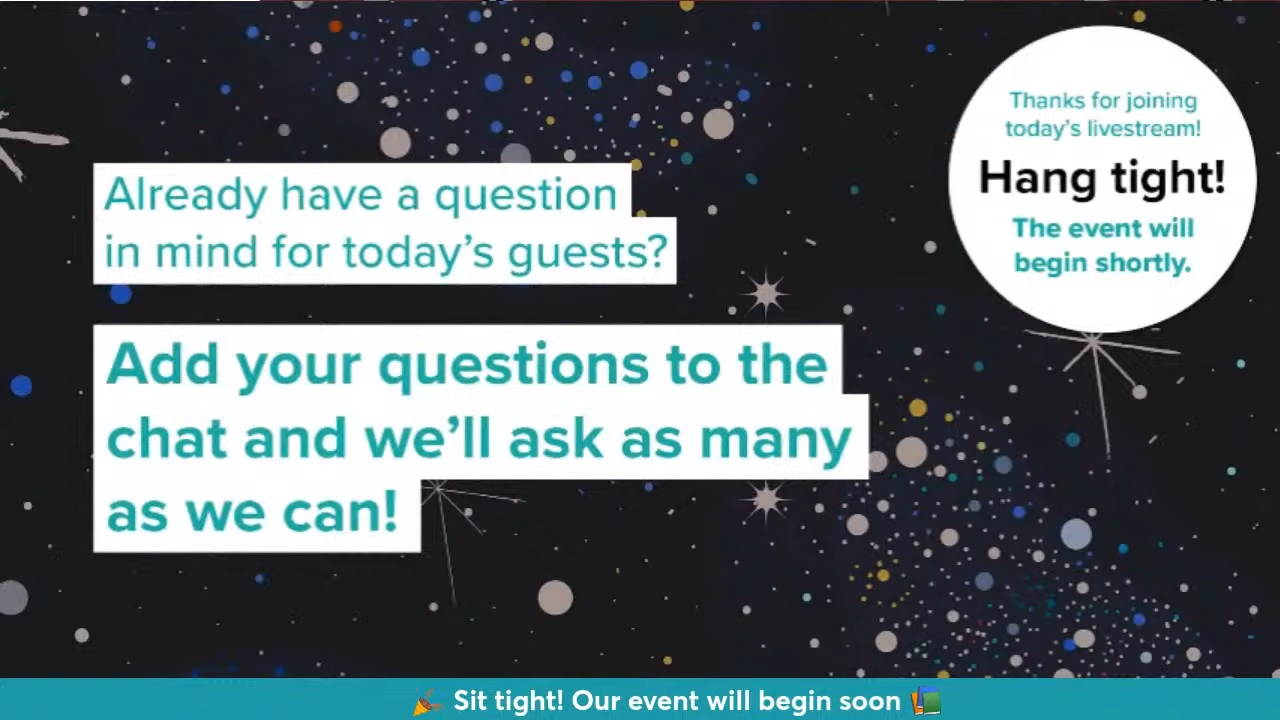 Already have a question
in mind for today's guests?
Add your questions to the
chat and we'll ask as many
as we can!
Thanks for joining
today's livestream!
Hang tight!
The event will
begin shortly.
🎉 Sit tight! Our event will begin soon 📚